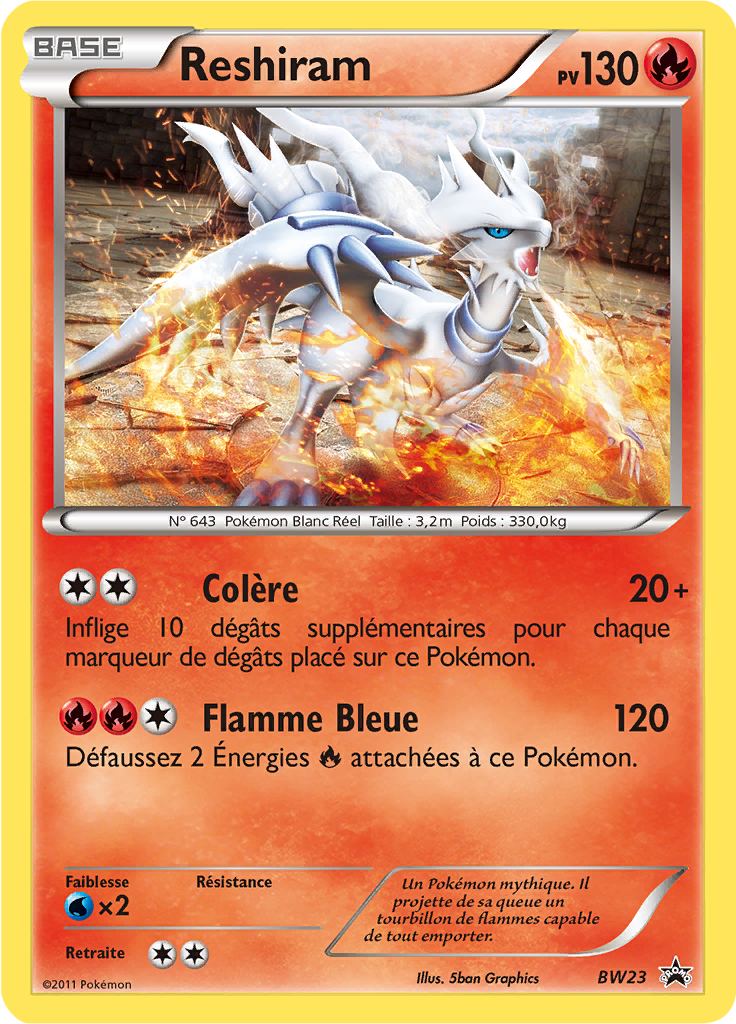 BASE
Reshiram
PV130
N° 643 Pokémon Blanc Réel Taille : 3,2m Poids : 330,0kg
Colère 20+
Inflige 10 dégâts supplémentaires pour chaque
marqueur de dégâts placé sur ce Pokémon.
Flamme Bleue 120
Défaussez 2 Énergies attachées à ce Pokémon.
Faiblesse Résistance
×2
Retraite
Un Pokémon mythique. Il
projette de sa queue un
tourbillon de flammes capable
de tout emporter.
©2011 Pokémon
Illus. 5ban Graphics
BW23
PROMO